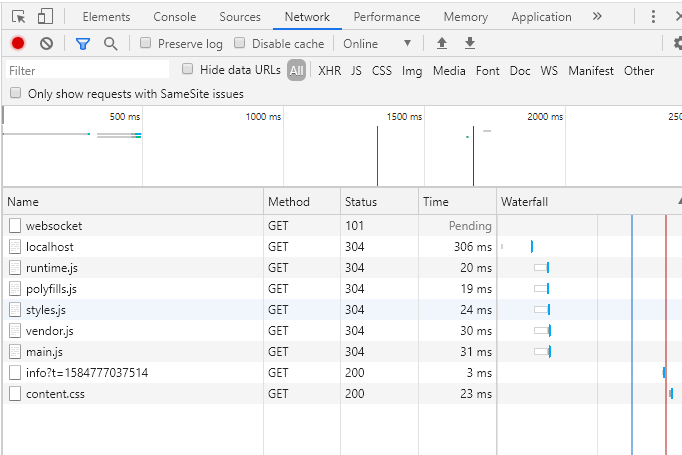 Elements Console Sources Network Performance Memory Application »
Preserve log Disable cache Online
Filter Hide data URLs All XHR JS CSS Img Media Font Doc WS Manifest Other
Only show requests with SameSite issues
500 ms 1000 ms 1500 ms 2000 ms 250
Name Method Status Time Waterfall
websocket GET 101 Pending
localhost GET 304 306 ms
runtime.js GET 304 20 ms
polyfills.js GET 304 19 ms
styles.js GET 304 24 ms
vendor.js GET 304 30 ms
main.js GET 304 31 ms
info?t=1584777037514 GET 200 3 ms
content.css GET 200 23 ms